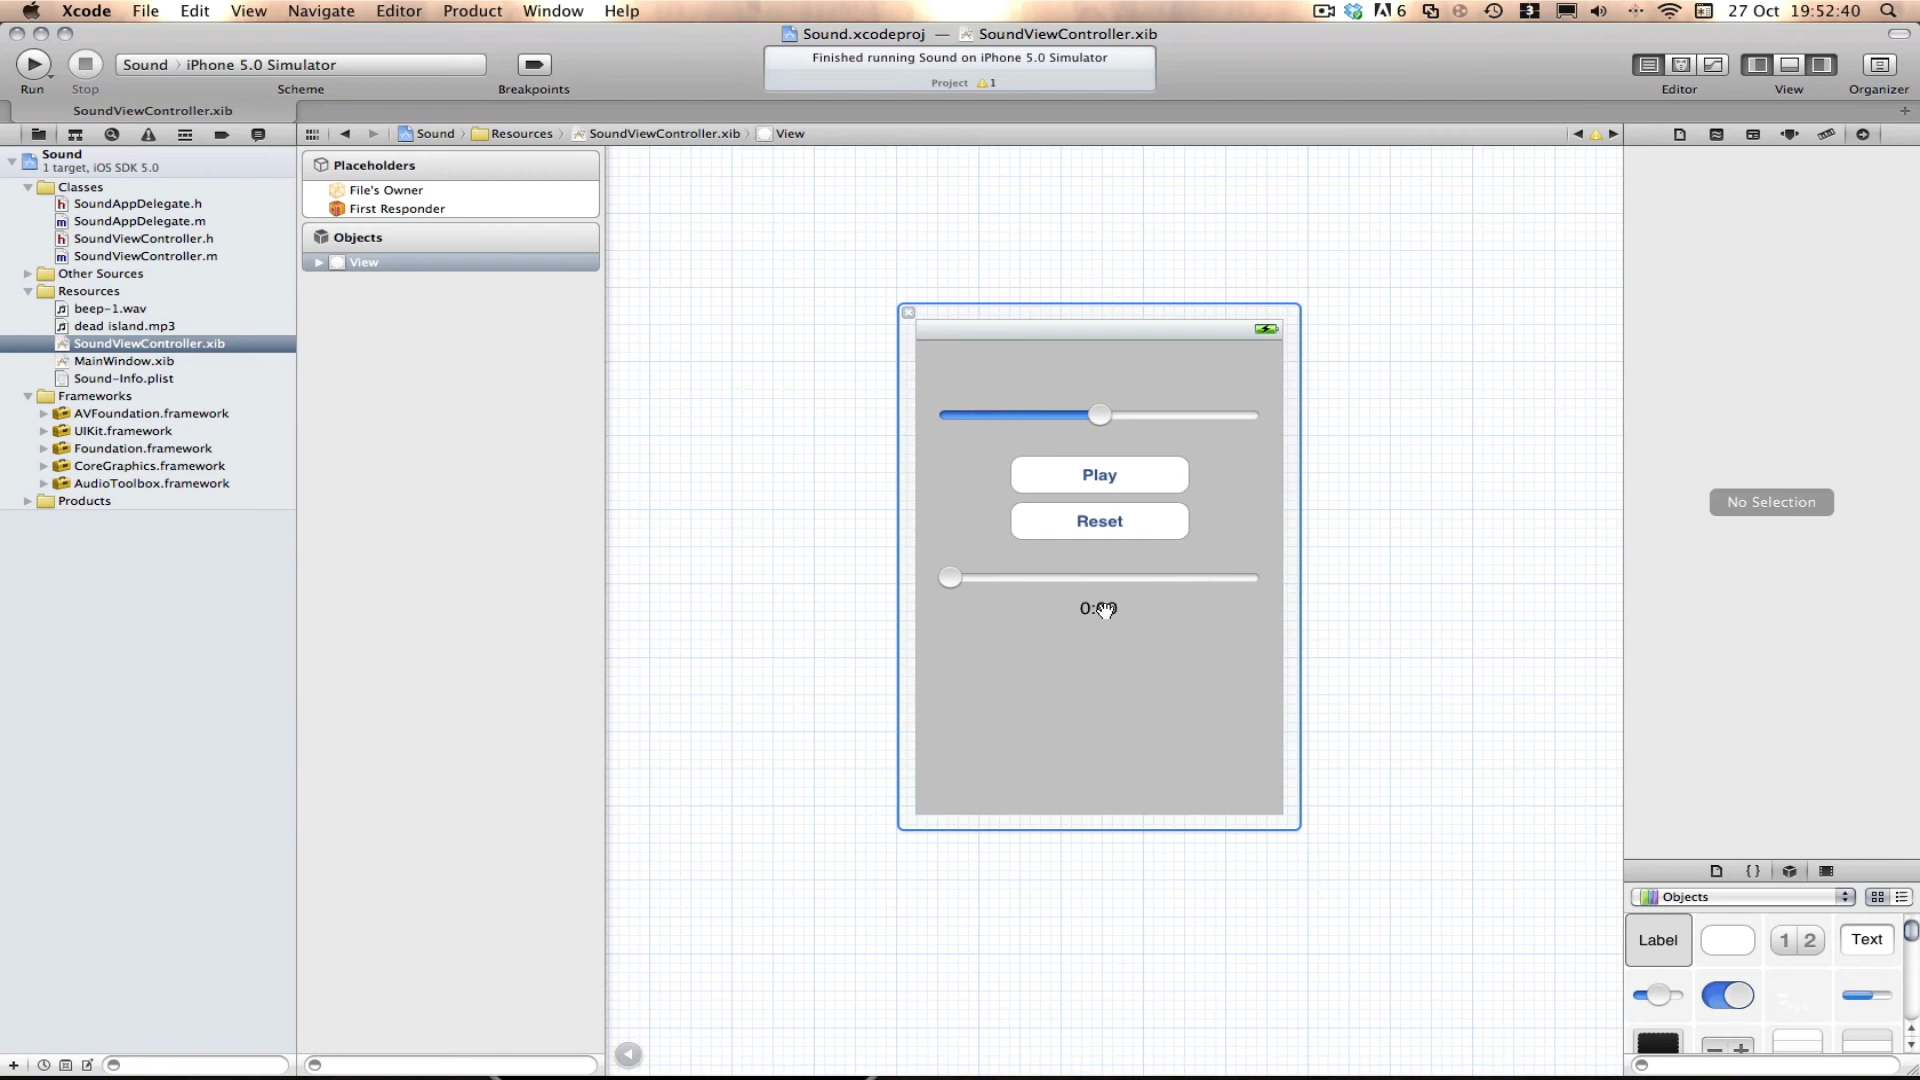 Xcode File Edit View Navigate Editor Product Window Help
6
3
27 Oct 19:52:40
Sound.xcodeproj — SoundViewController.xib
Sound › iPhone 5.0 Simulator
Finished running Sound on iPhone 5.0 Simulator
Project 1
Run Stop Scheme Breakpoints Editor View Organizer
SoundViewController.xib
Sound Resources SoundViewController.xib View
Sound
1 target, iOS SDK 5.0
Classes
SoundAppDelegate.h
SoundAppDelegate.m
SoundViewController.h
SoundViewController.m
Other Sources
Resources
beep-1.wav
dead island.mp3
SoundViewController.xib
MainWindow.xib
Sound-Info.plist
Frameworks
AVFoundation.framework
UIKit.framework
Foundation.framework
CoreGraphics.framework
AudioToolbox.framework
Products
Placeholders
File's Owner
First Responder
Objects
View
Play
Reset
No Selection
Objects
Label
1 2
Text